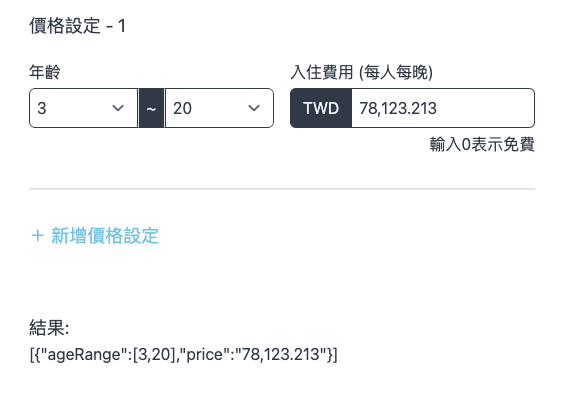 價格設定 - 1
年齡 入住費用 (每人每晚)
3 ~ 20 TWD 78,123.213
輸入0表示免費
+ 新增價格設定
結果:
[{"ageRange":[3,20],"price":"78,123.213"}]